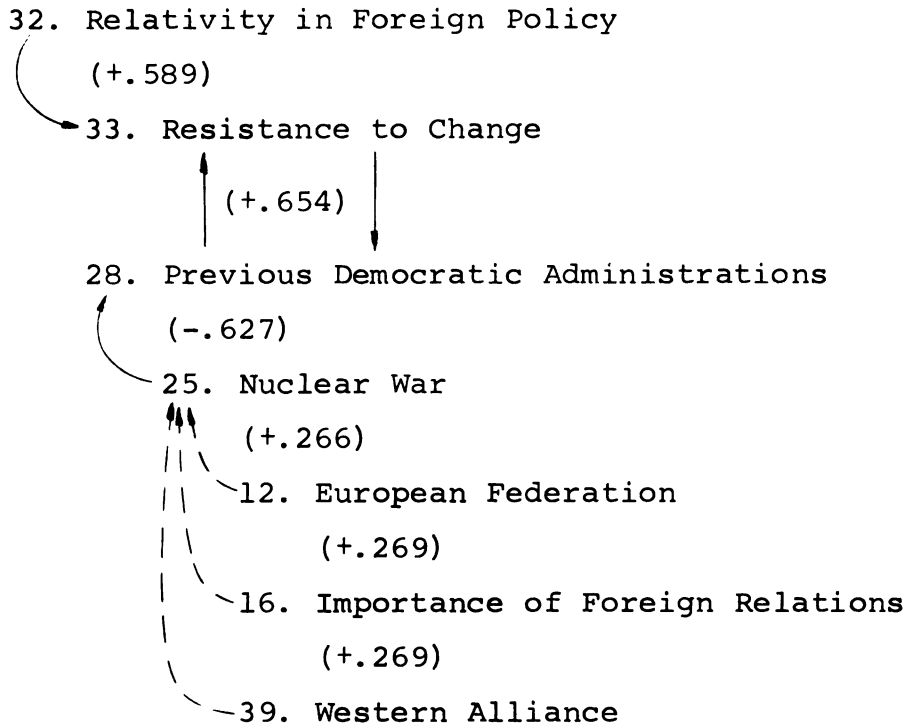 32. Relativity in Foreign Policy
(+.589)
33. Resistance to Change
(+.654)
28. Previous Democratic Administrations
(-.627)
25. Nuclear War
(+.266)
12. European Federation
(+.269)
16. Importance of Foreign Relations
(+.269)
39. Western Alliance